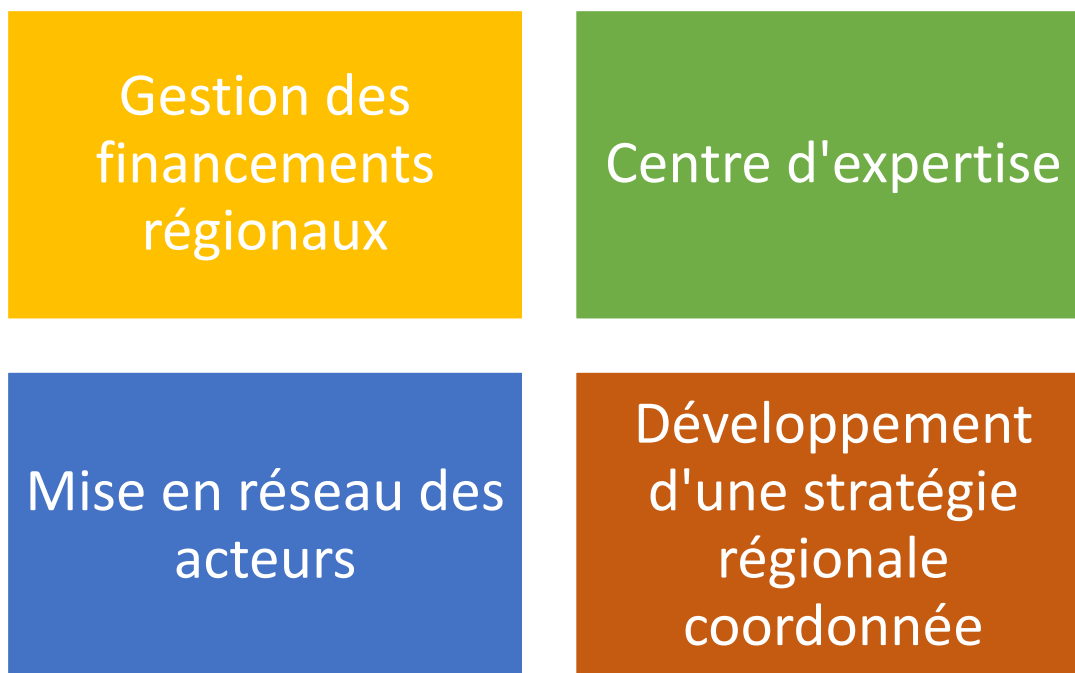 Gestion des
financements
régionaux
Centre d'expertise
Mise en réseau des
acteurs
Développement
d'une stratégie
régionale
coordonnée